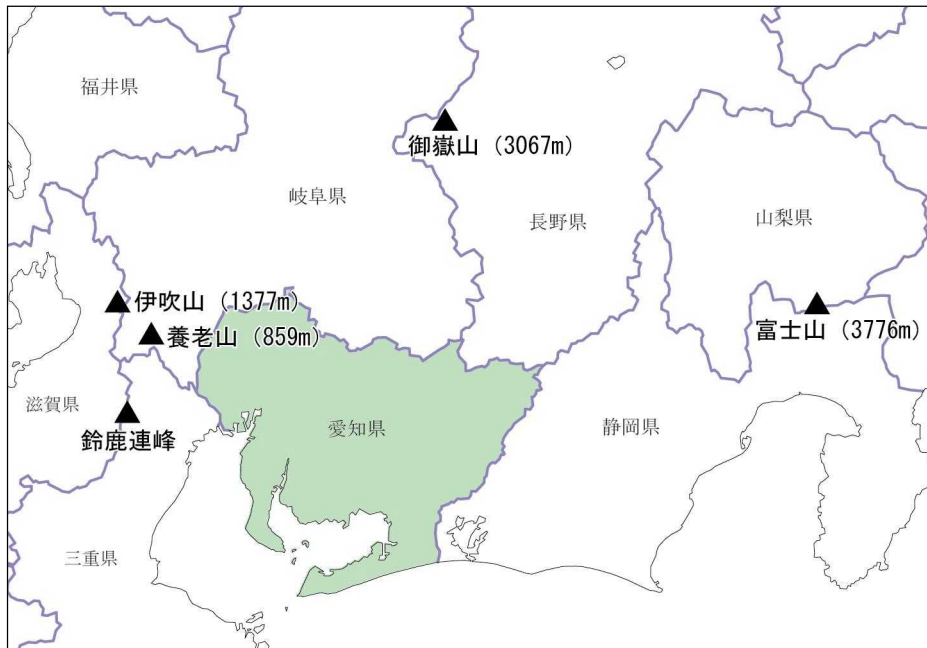 福井県
御嶽山（3067m）
岐阜県
長野県
山梨県
伊吹山（1377m）
養老山（859m）
富士山（3776m）
滋賀県
鈴鹿連峰
愛知県
静岡県
三重県